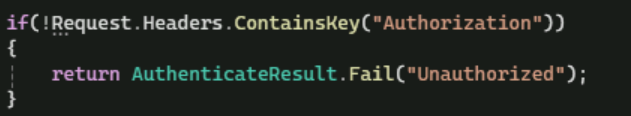 if(!Request.Headers.ContainsKey("Authorization"))
{
    return AuthenticateResult.Fail("Unauthorized");
}